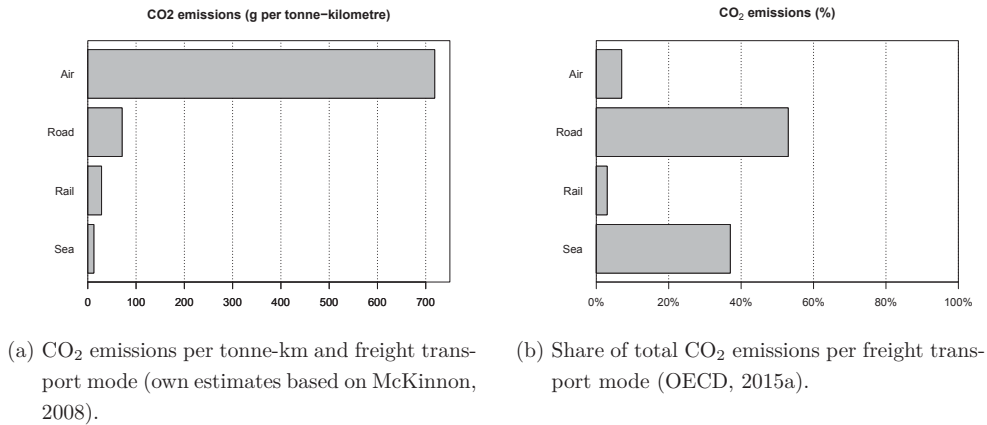 CO2 emissions (g per tonne−kilometre)
Air
Road
Rail
Sea
0 100 200 300 400 500 600 700
(a) CO₂ emissions per tonne-km and freight trans-
port mode (own estimates based on McKinnon,
2008).
CO₂ emissions (%)
Air
Road
Rail
Sea
0% 20% 40% 60% 80% 100%
(b) Share of total CO₂ emissions per freight trans-
port mode (OECD, 2015a).